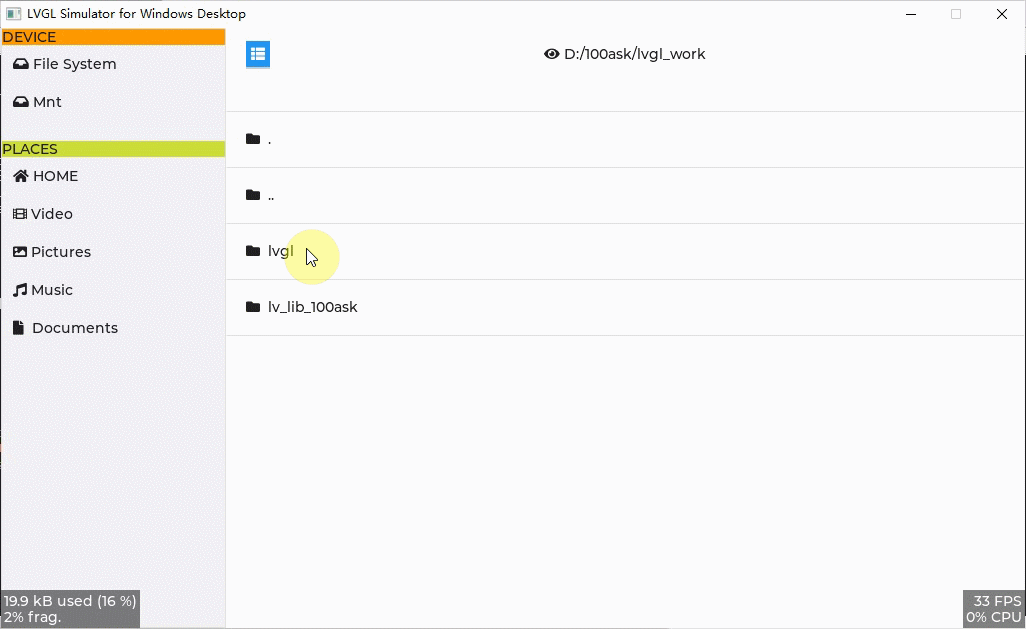 LVGL Simulator for Windows Desktop
DEVICE
File System
Mnt
PLACES
HOME
Video
Pictures
Music
Documents
D:/100ask/lvgl_work
.
..
lvgl
lv_lib_100ask
19.9 kB used (16 %)
2% frag.
33 FPS
0% CPU